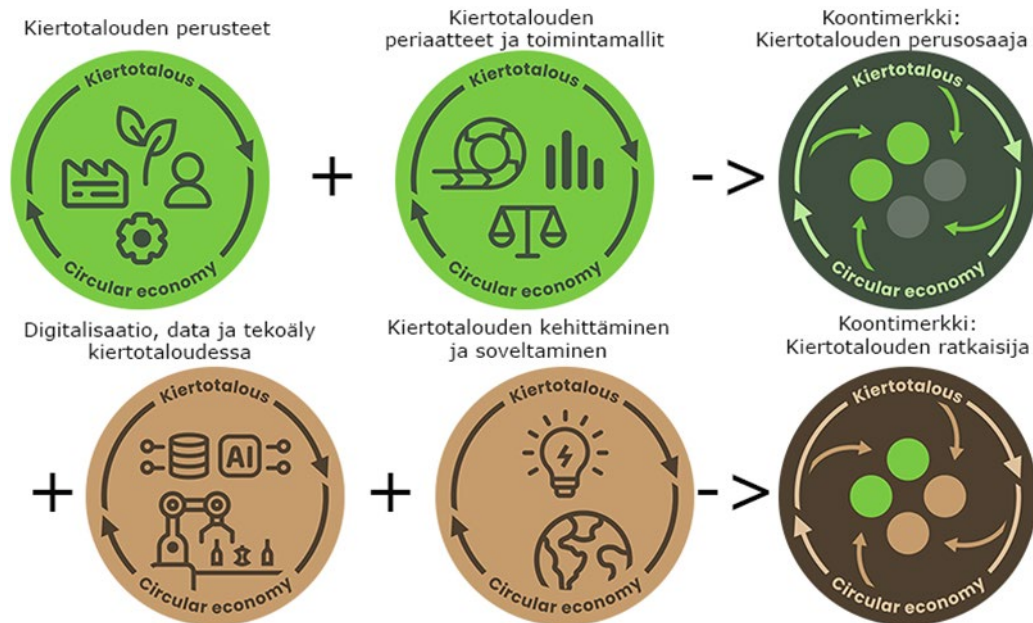 Kiertotalouden perusteet
Kiertotalouden
periaatteet ja toimintamallit
Koontimerkki:
Kiertotalouden perusosaaja
Kiertotalous
Circular economy
+
Kiertotalous
Circular economy
->
Kiertotalous
Circular economy
Digitalisaatio, data ja tekoäly
kiertotaloudessa
Kiertotalouden kehittäminen
ja soveltaminen
Koontimerkki:
Kiertotalouden ratkaisija
+
Kiertotalous
AI
Circular economy
+
Kiertotalous
Circular economy
->
Kiertotalous
Circular economy